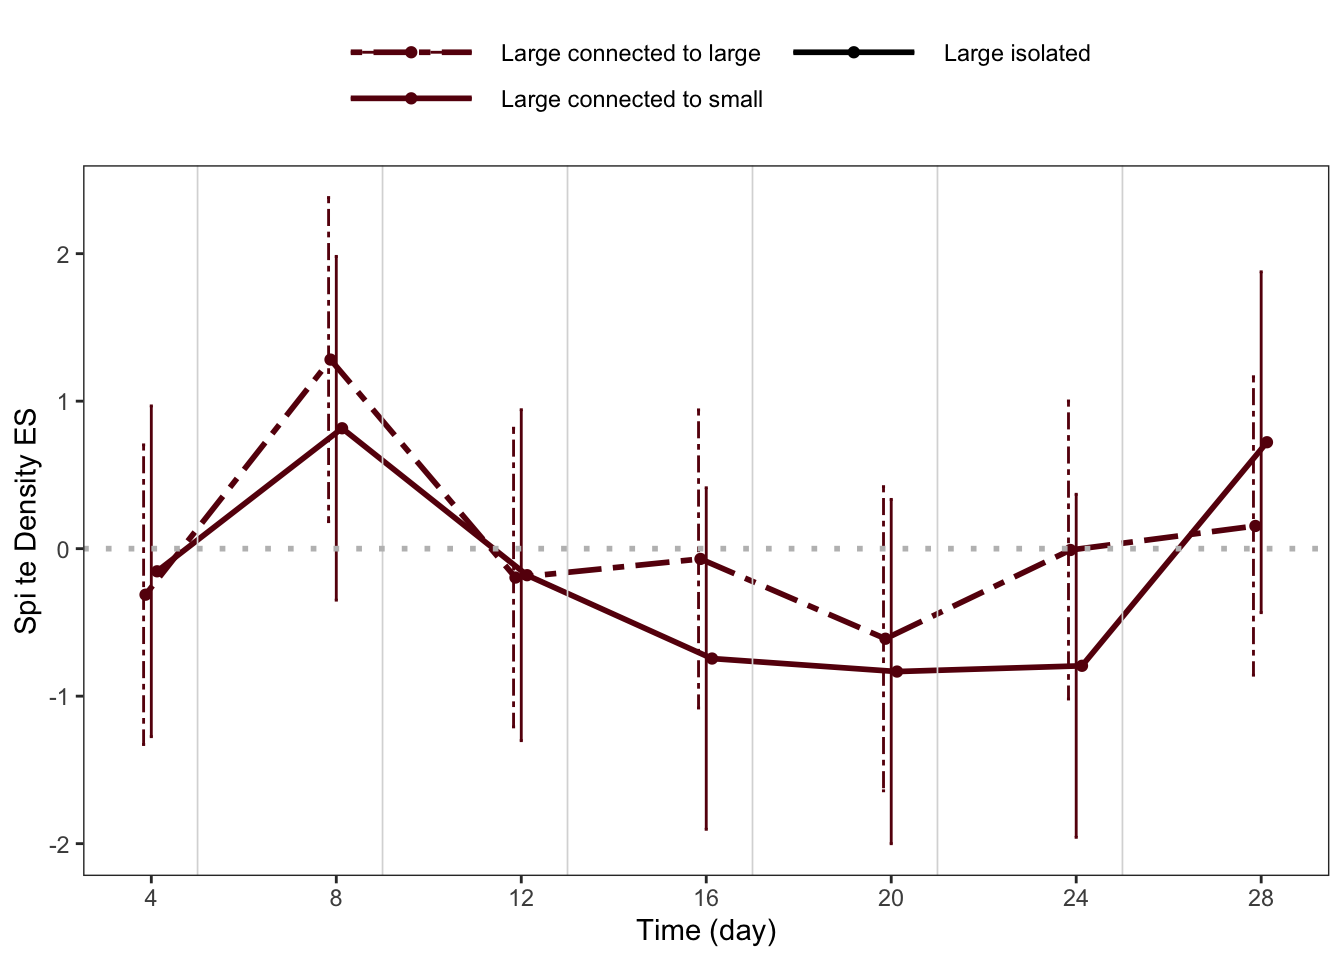 Large connected to large
Large isolated
Large connected to small
Spi te Density ES
2
1
0
-1
-2
4
8
12
16
20
24
28
Time (day)